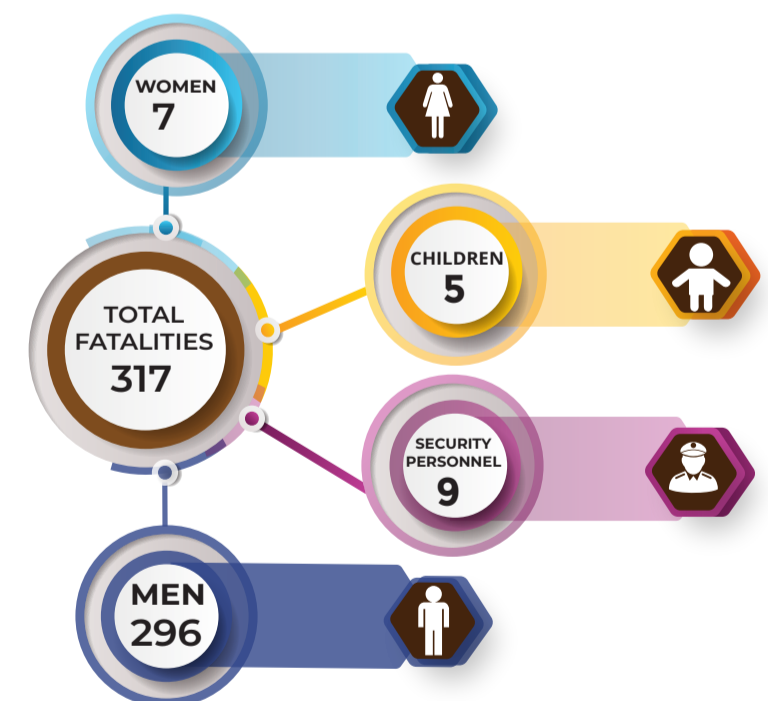 WOMEN
7
CHILDREN
5
TOTAL
FATALITIES
317
SECURITY
PERSONNEL
9
MEN
296